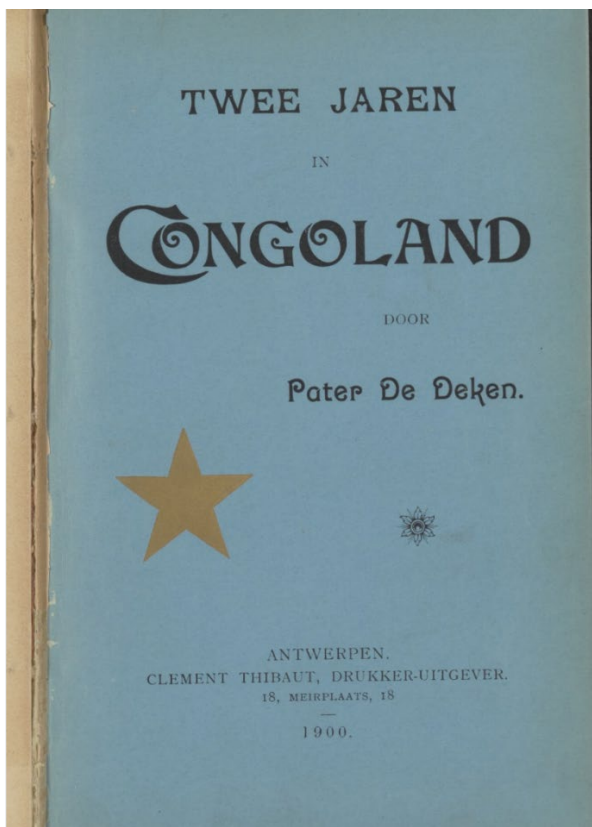 TWEE JAREN
IN
CONGOLAND
DOOR
Pater De Deken.
ANTWERPEN.
CLEMENT THIBAUT, DRUKKER-UITGEVER.
18, MEIRPLAATS, 18
1900.